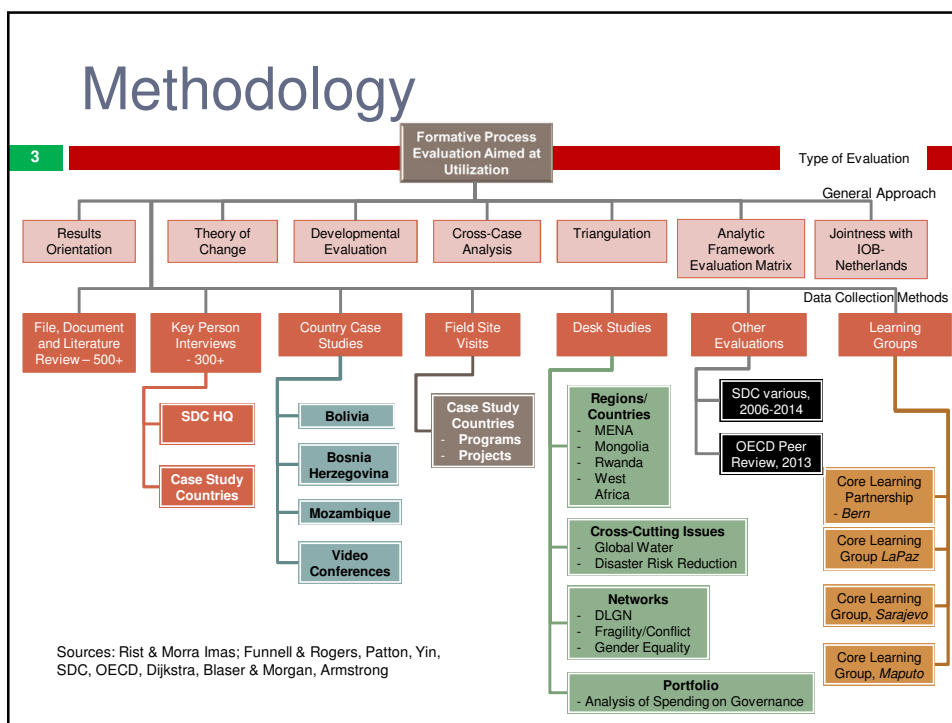 Methodology
3
Formative Process
Evaluation Aimed at
Utilization
Type of Evaluation
General Approach
Results
Orientation
Theory of
Change
Developmental
Evaluation
Cross-Case
Analysis
Triangulation
Analytic
Framework
Evaluation Matrix
Jointness with
IOB-
Netherlands
Data Collection Methods
File, Document
and Literature
Review – 500+
Key Person
Interviews
- 300+
Country Case
Studies
Field Site
Visits
Desk Studies
Other
Evaluations
Learning
Groups
SDC HQ
Case Study
Countries
Bolivia
Bosnia
Herzegovina
Mozambique
Video
Conferences
Case Study
Countries
- Programs
- Projects
Regions/
Countries
- MENA
- Mongolia
- Rwanda
- West
Africa
Cross-Cutting Issues
- Global Water
- Disaster Risk Reduction
Networks
- DLGN
- Fragility/Conflict
- Gender Equality
Portfolio
- Analysis of Spending on Governance
SDC various,
2006-2014
OECD Peer
Review, 2013
Core Learning
Partnership
- Bern
Core Learning
Group LaPaz
Core Learning
Group, Sarajevo
Core Learning
Group, Maputo
Sources: Rist & Morra Imas; Funnell & Rogers, Patton, Yin,
SDC, OECD, Dijkstra, Blaser & Morgan, Armstrong